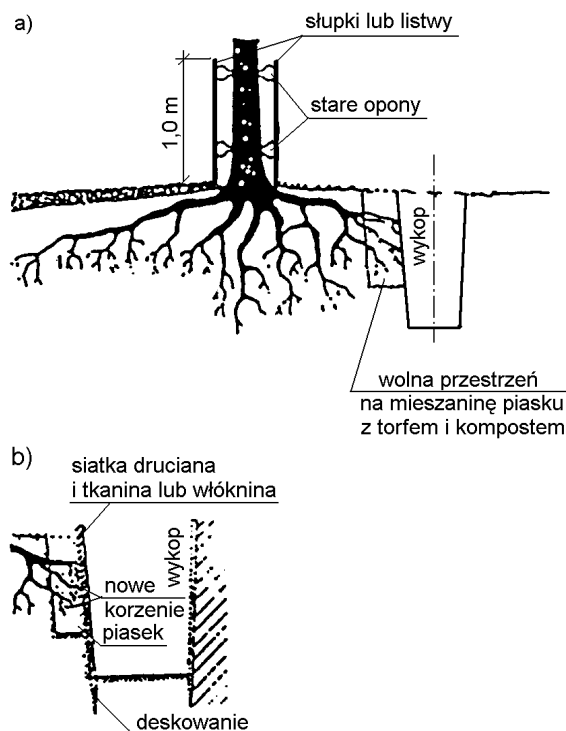 a)
słupki lub listwy
stare opony
1,0 m
wykop
wolna przestrzeń
na mieszaninę piasku
z torfem i kompostem
b)
siatka druciana
i tkanina lub włóknina
wykop
nowe
korzenie
piasek
deskowanie